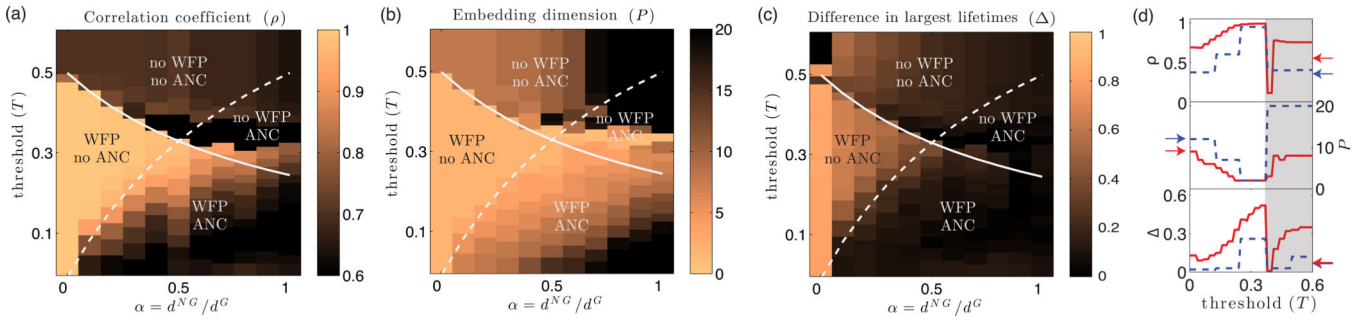 (a)
Correlation coefficient (ρ)
threshold (T)
0.5
0.3
0.1
no WFP
no ANC
WFP
no ANC
no WFP
ANC
WFP
ANC
0
0.5
1
α = d^{NG}/d^{G}
1
0.9
0.8
0.7
0.6
(b)
Embedding dimension (P)
threshold (T)
0.5
0.3
0.1
no WFP
no ANC
WFP
no ANC
no WFP
ANC
WFP
ANC
0
0.5
1
α = d^{NG}/d^{G}
20
15
10
5
0
(c)
Difference in largest lifetimes (Δ)
threshold (T)
0.5
0.3
0.1
no WFP
no ANC
WFP
no ANC
no WFP
ANC
WFP
ANC
0
0.5
1
α = d^{NG}/d^{G}
1
0.8
0.6
0.4
0.2
0
(d)
ρ
1
0.5
0
P
20
10
0
Δ
0.6
0.3
0
0
0.3
0.6
threshold (T)